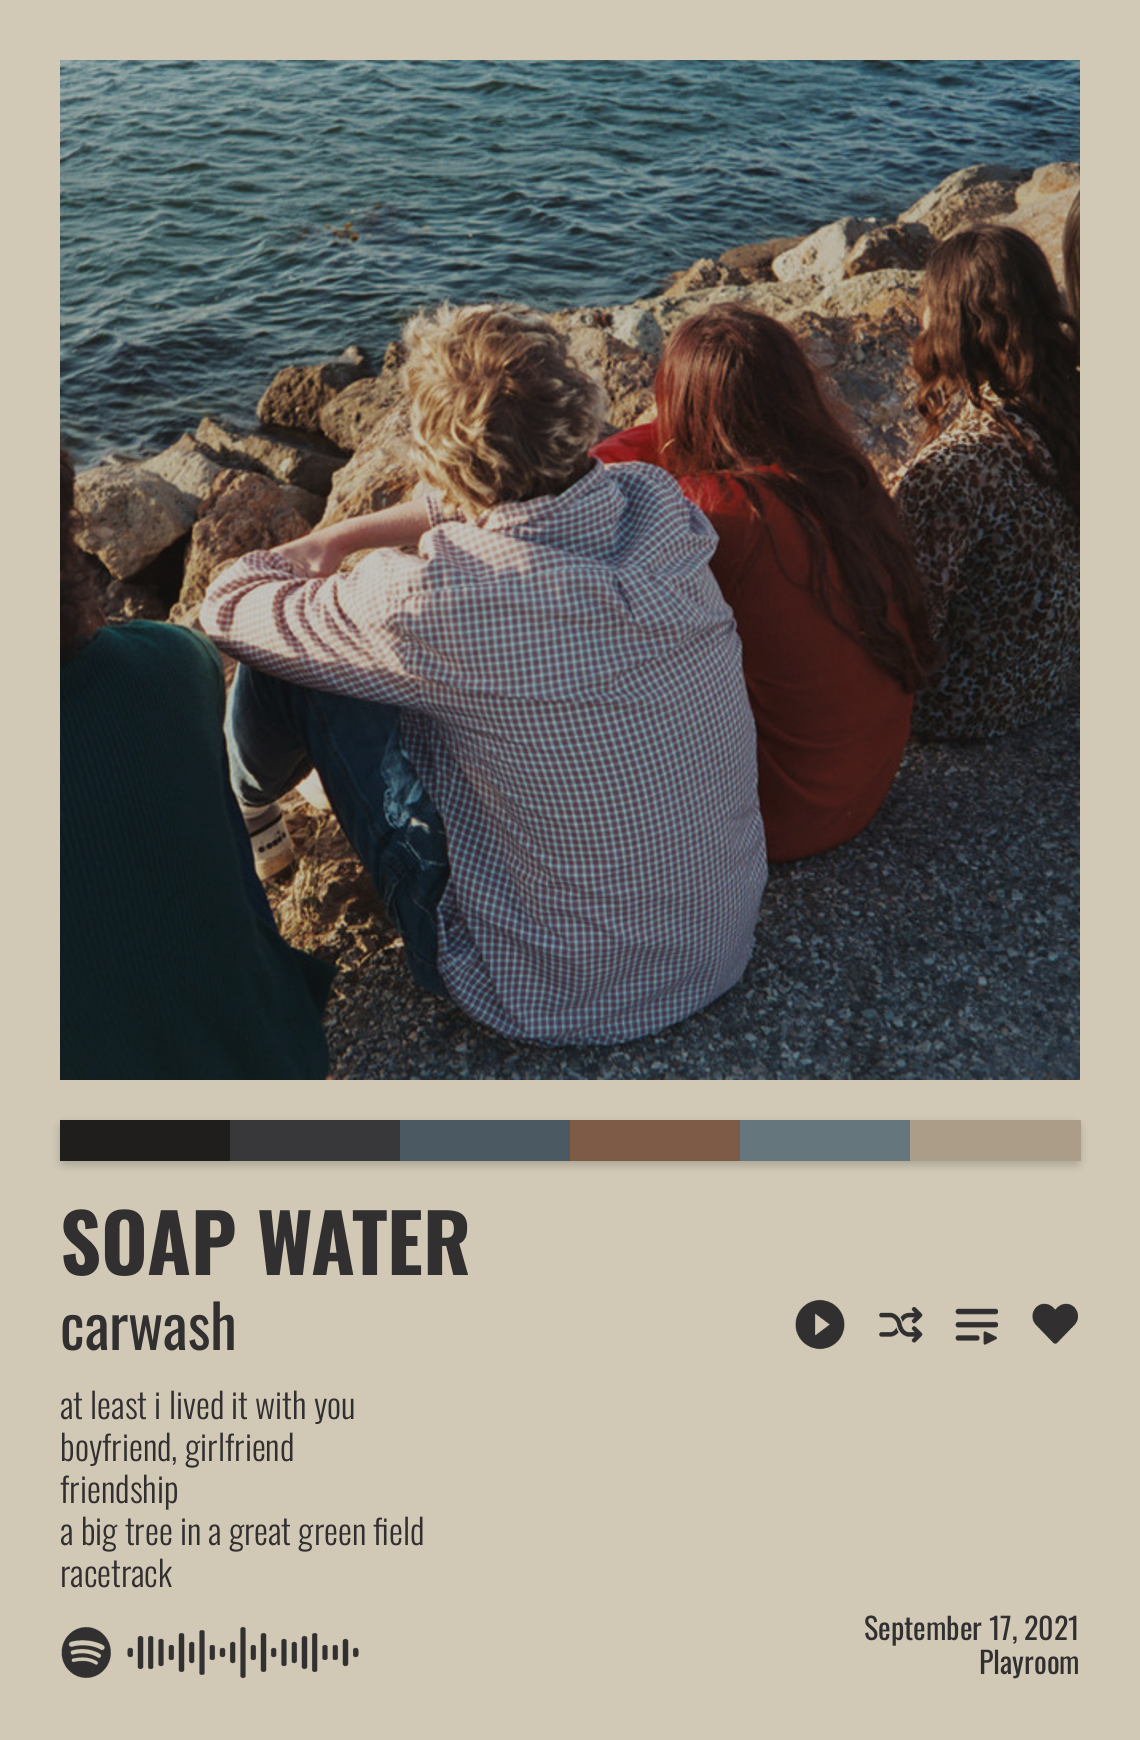 SOAP WATER
carwash
at least i lived it with you
boyfriend, girlfriend
friendship
a big tree in a great green field
racetrack
September 17, 2021
Playroom